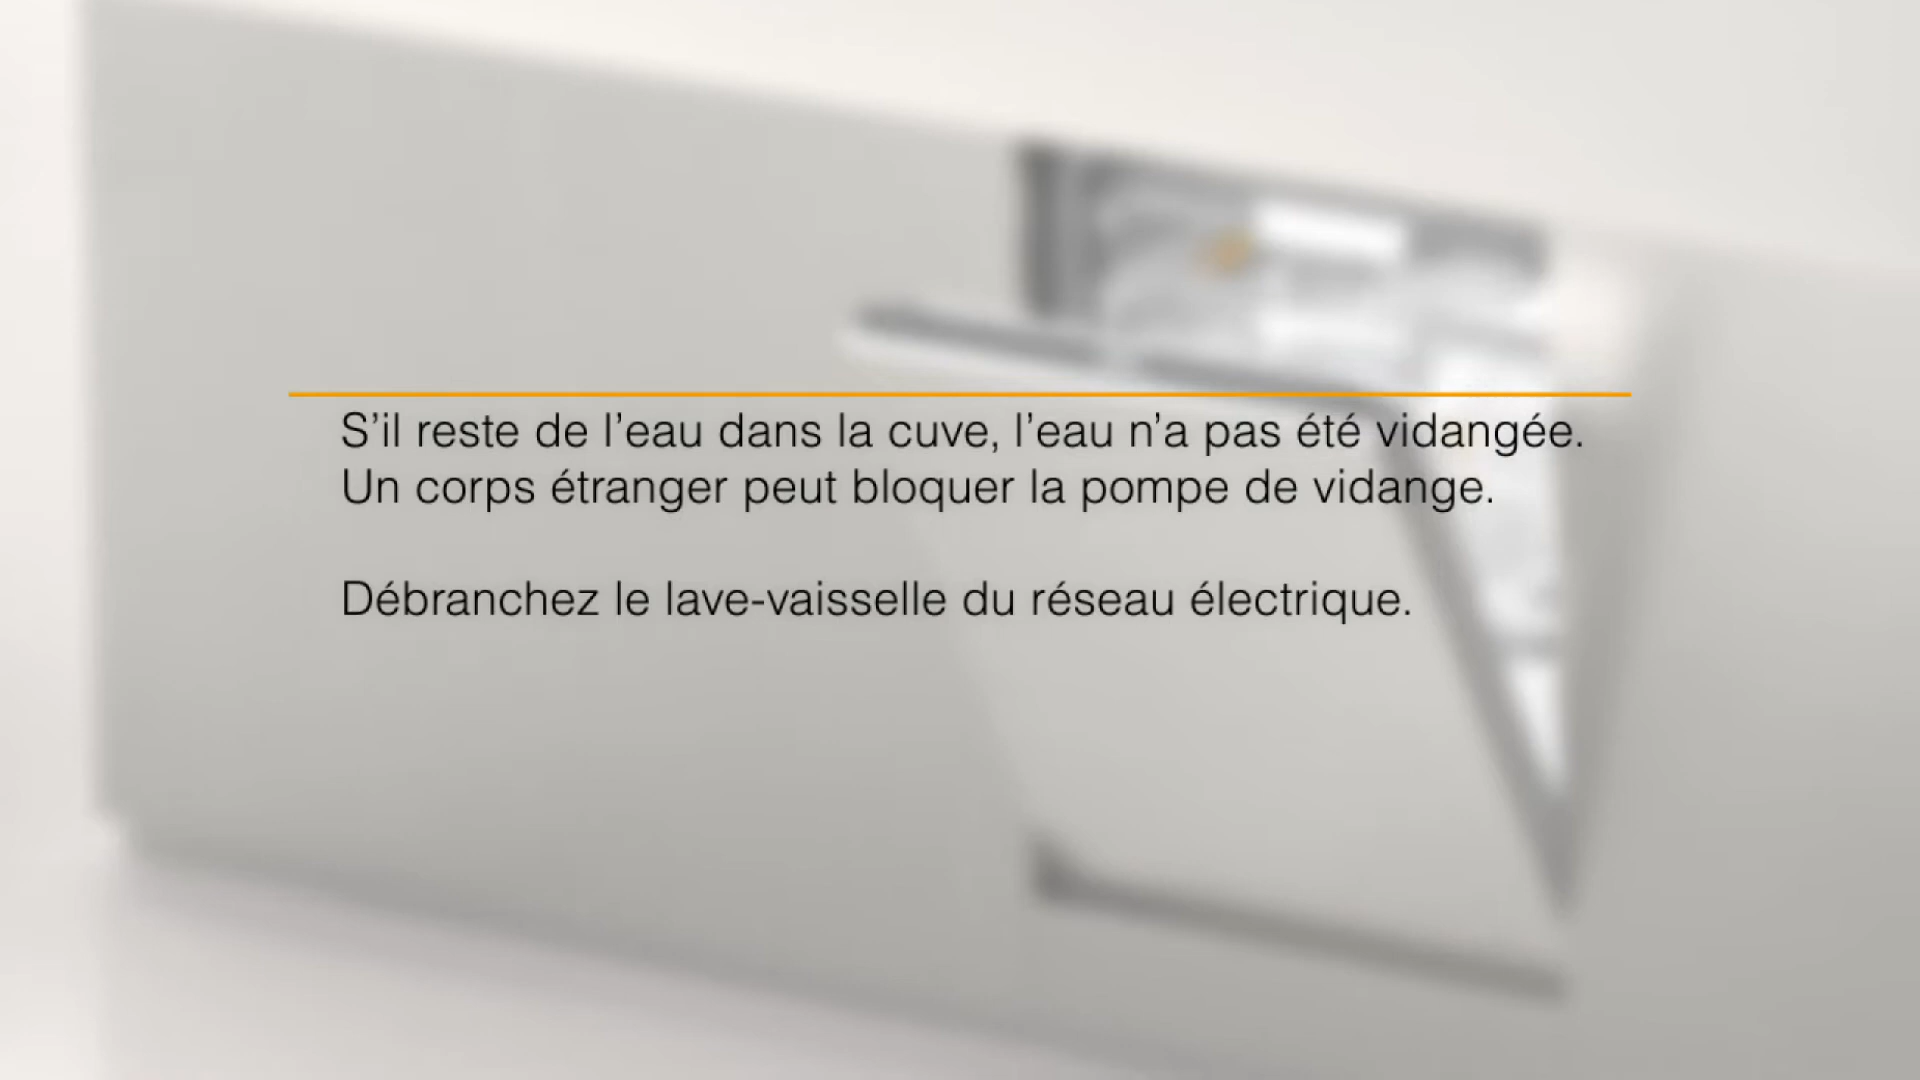 S’il reste de l’eau dans la cuve, l’eau n’a pas été vidangée.
Un corps étranger peut bloquer la pompe de vidange.
Débranchez le lave-vaisselle du réseau électrique.